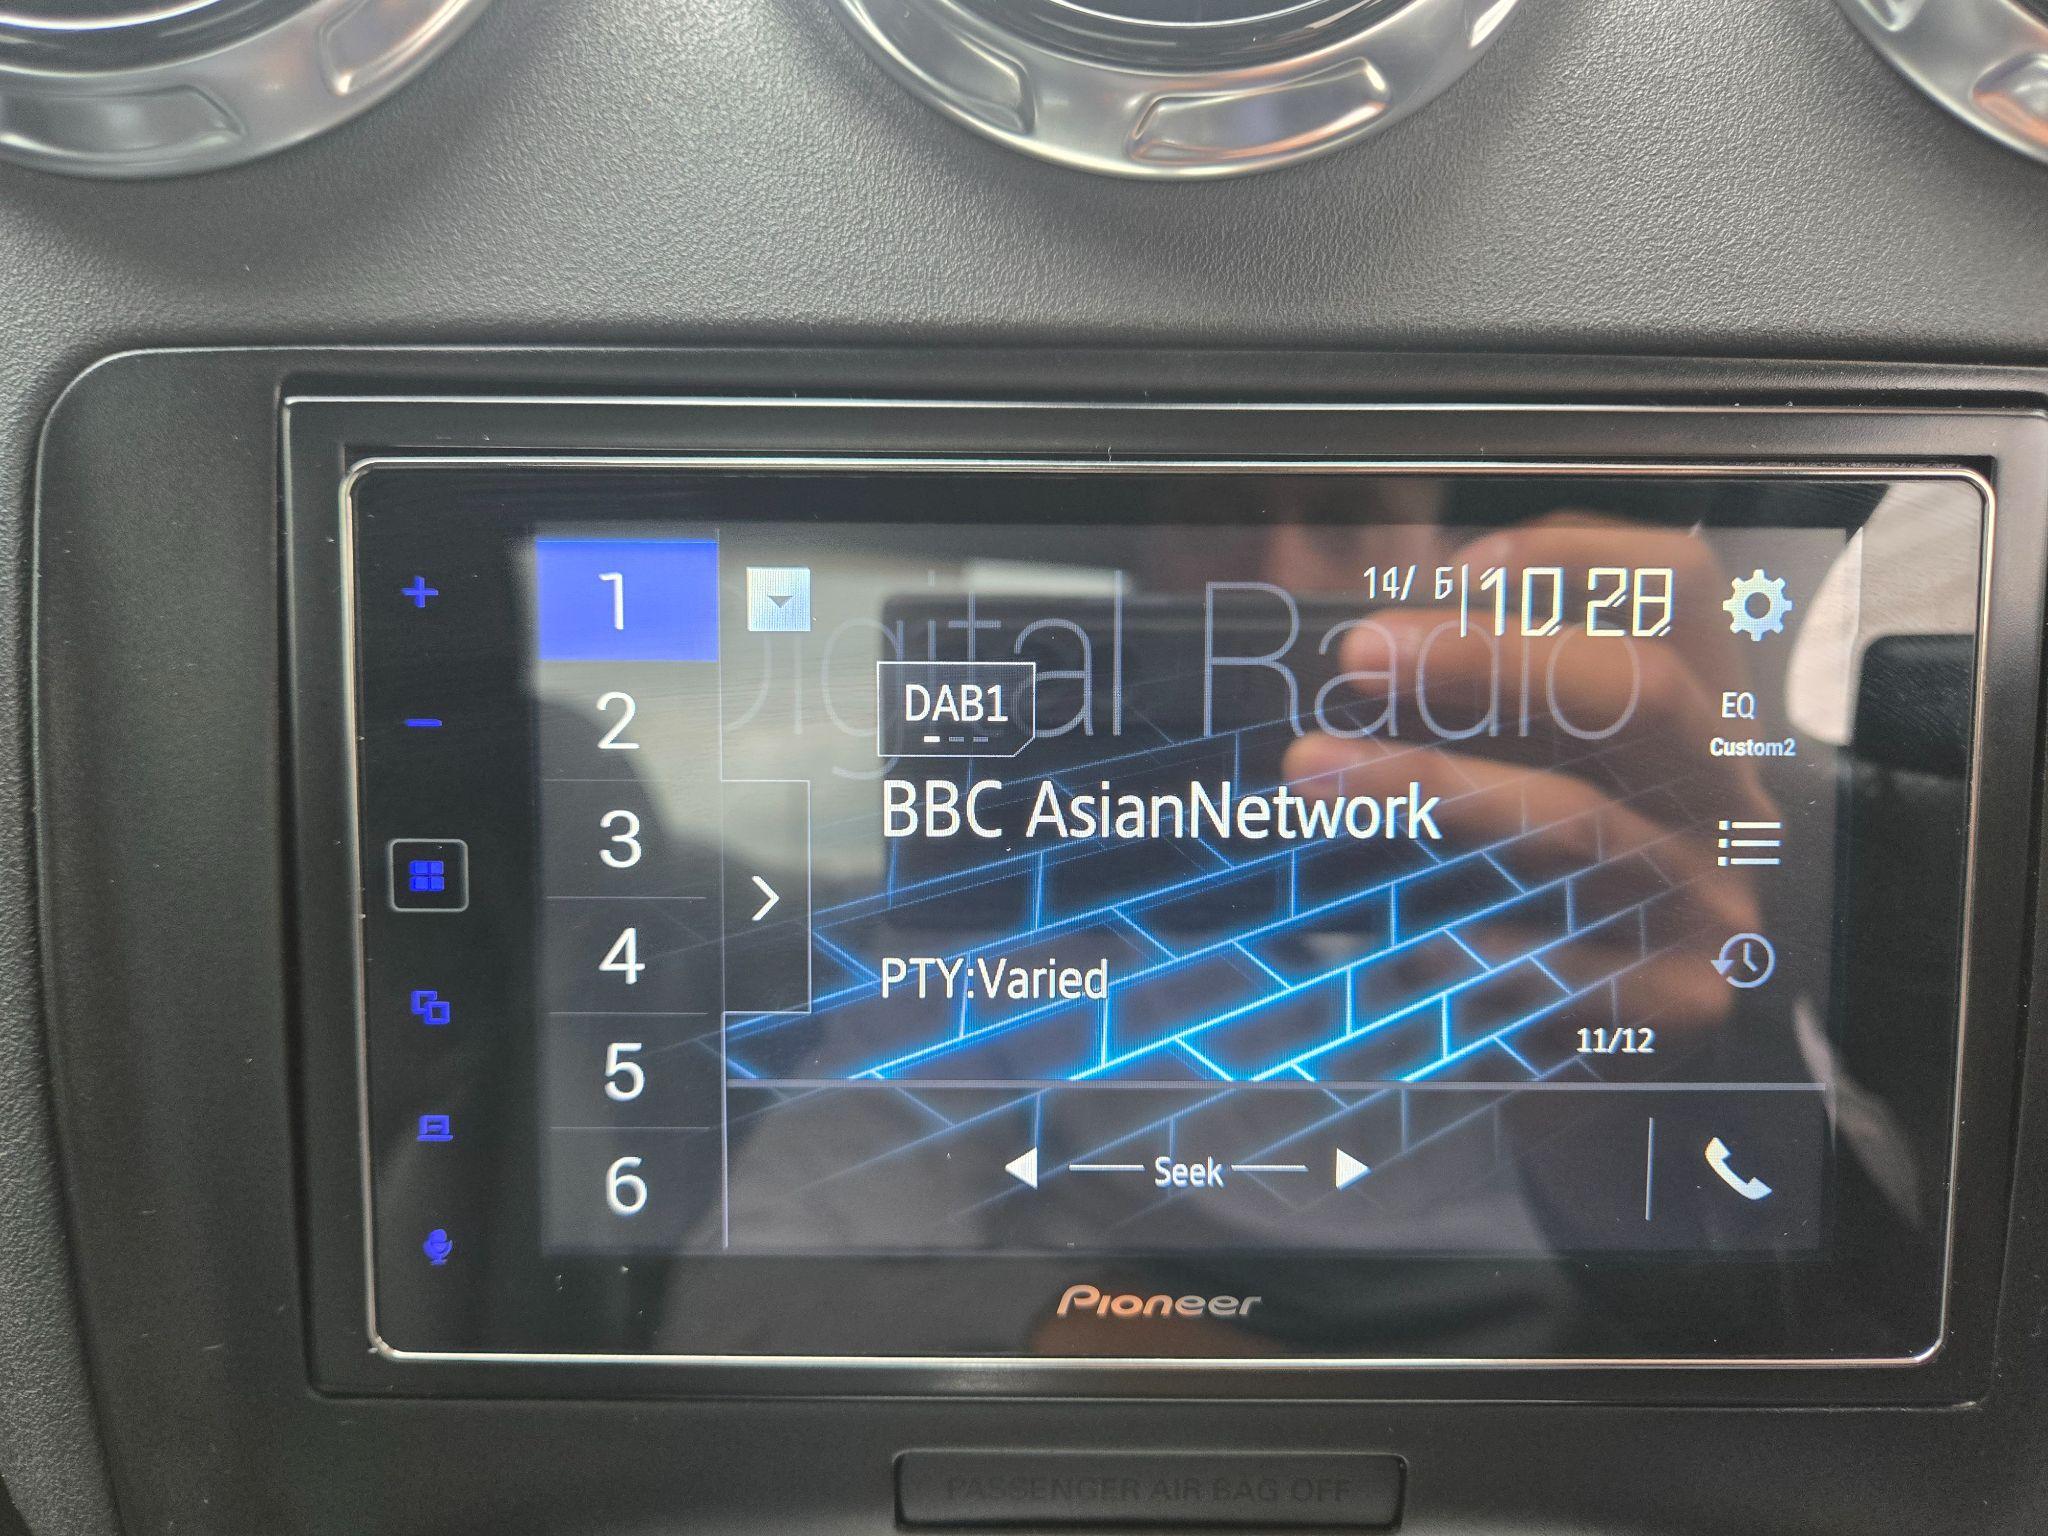 1
2
3
4
5
6
Digital Radio
14/ 6 10 28
DAB1
EQ
Custom2
BBC AsianNetwork
PTY:Varied
11/12
Seek
Pioneer
PASSENGER AIR BAG OFF